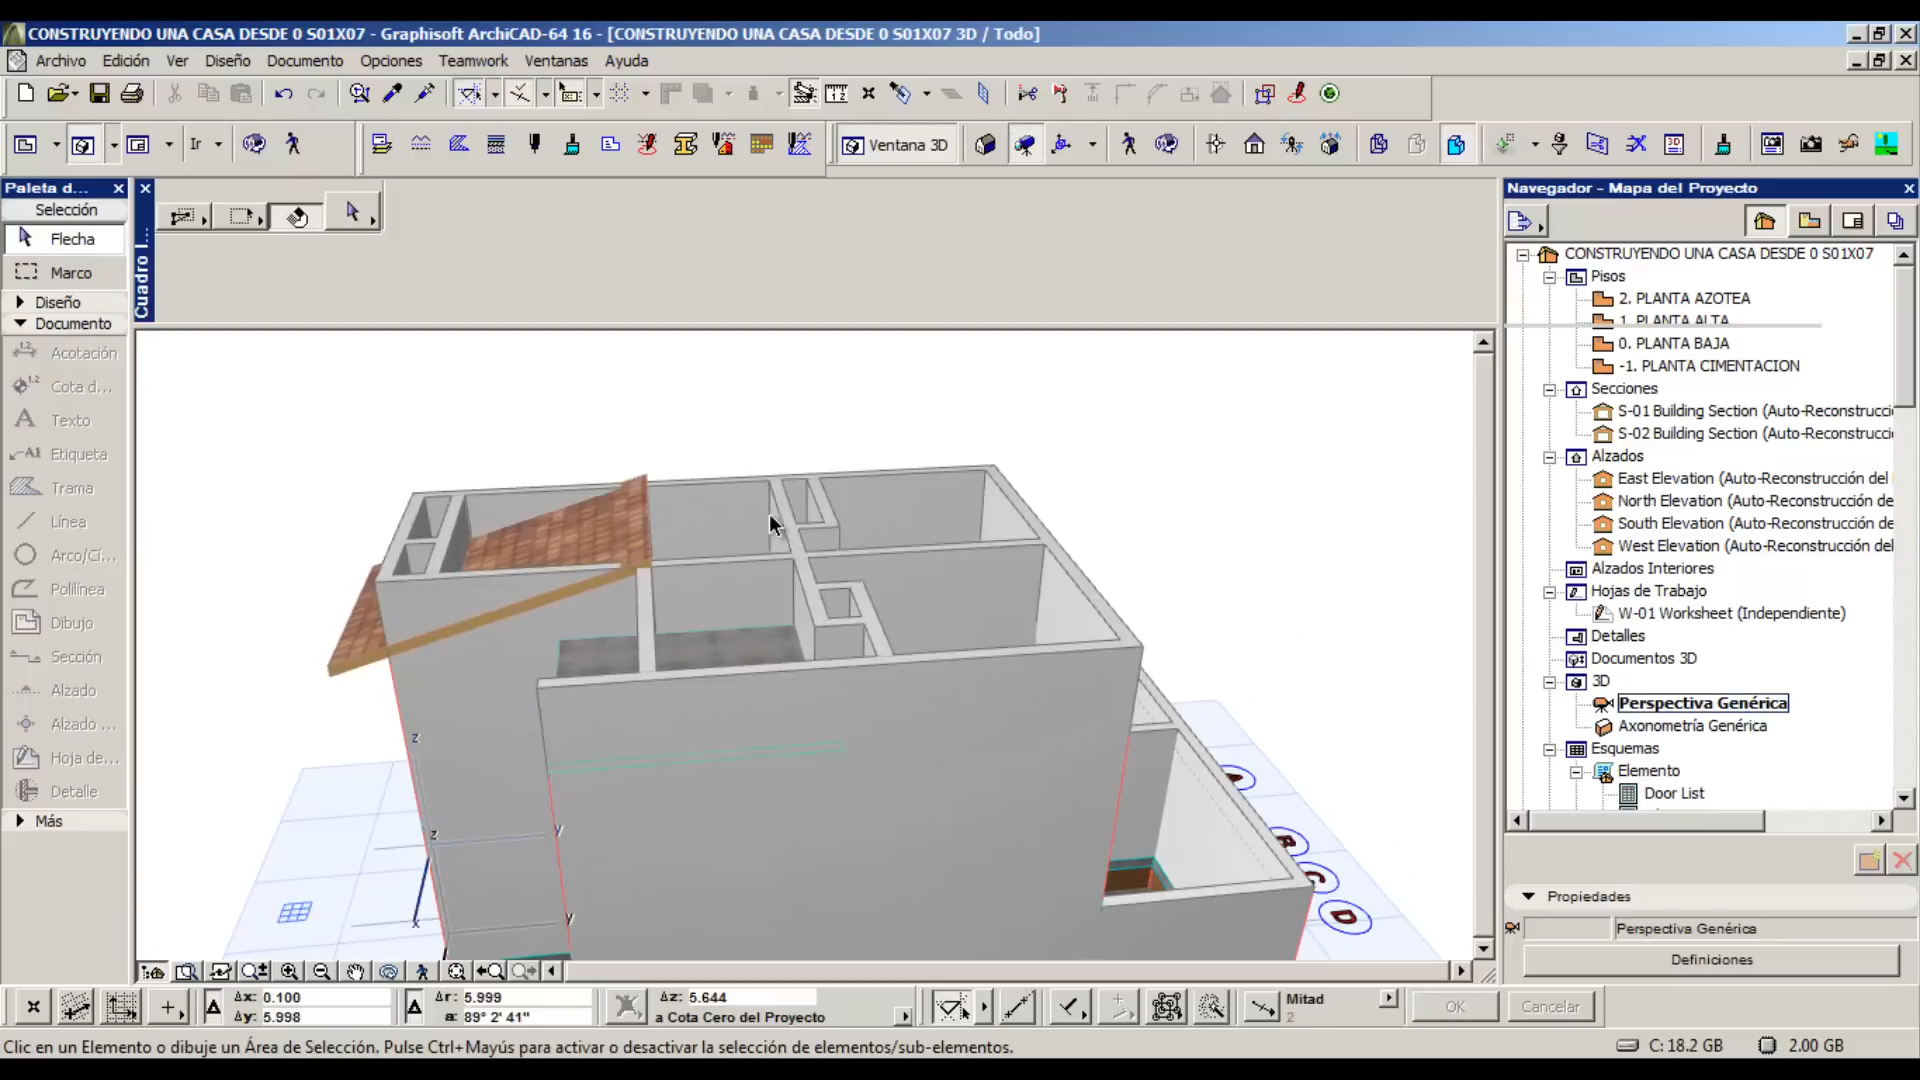 CONSTRUYENDO UNA CASA DESDE 0 S01X07 - Graphisoft ArchiCAD-64 16 - [CONSTRUYENDO UNA CASA DESDE 0 S01X07 3D / Todo]
Archivo Edición Ver Diseño Documento Opciones Teamwork Ventanas Ayuda
Ir
Ventana 3D
Paleta d...
Selección
Flecha
Marco
Diseño
Documento
Acotación
Cota d...
Texto
Etiqueta
Trama
Línea
Arco/Cí...
Polilínea
Dibujo
Sección
Alzado
Alzado ...
Hoja de...
Detalle
Más
Cuadro I...
z
z
y
y
x
A
B
C
D
Navegador - Mapa del Proyecto
CONSTRUYENDO UNA CASA DESDE 0 S01X07
Pisos
2. PLANTA AZOTEA
1. PLANTA ALTA
0. PLANTA BAJA
-1. PLANTA CIMENTACION
Secciones
S-01 Building Section (Auto-Reconstrucci
S-02 Building Section (Auto-Reconstrucci
Alzados
East Elevation (Auto-Reconstrucción del
North Elevation (Auto-Reconstrucción de
South Elevation (Auto-Reconstrucción de
West Elevation (Auto-Reconstrucción del
Alzados Interiores
Hojas de Trabajo
W-01 Worksheet (Independiente)
Detalles
Documentos 3D
3D
Perspectiva Genérica
Axonometría Genérica
Esquemas
Elemento
Door List
Propiedades
Perspectiva Genérica
Definiciones
Δx: 0.100
Δy: 5.998
Δr: 5.999
a: 89° 2' 41"
Δz: 5.644
a Cota Cero del Proyecto
Mitad
2
OK
Cancelar
Clic en un Elemento o dibuje un Área de Selección. Pulse Ctrl+Mayús para activar o desactivar la selección de elementos/sub-elementos.
C: 18.2 GB
2.00 GB